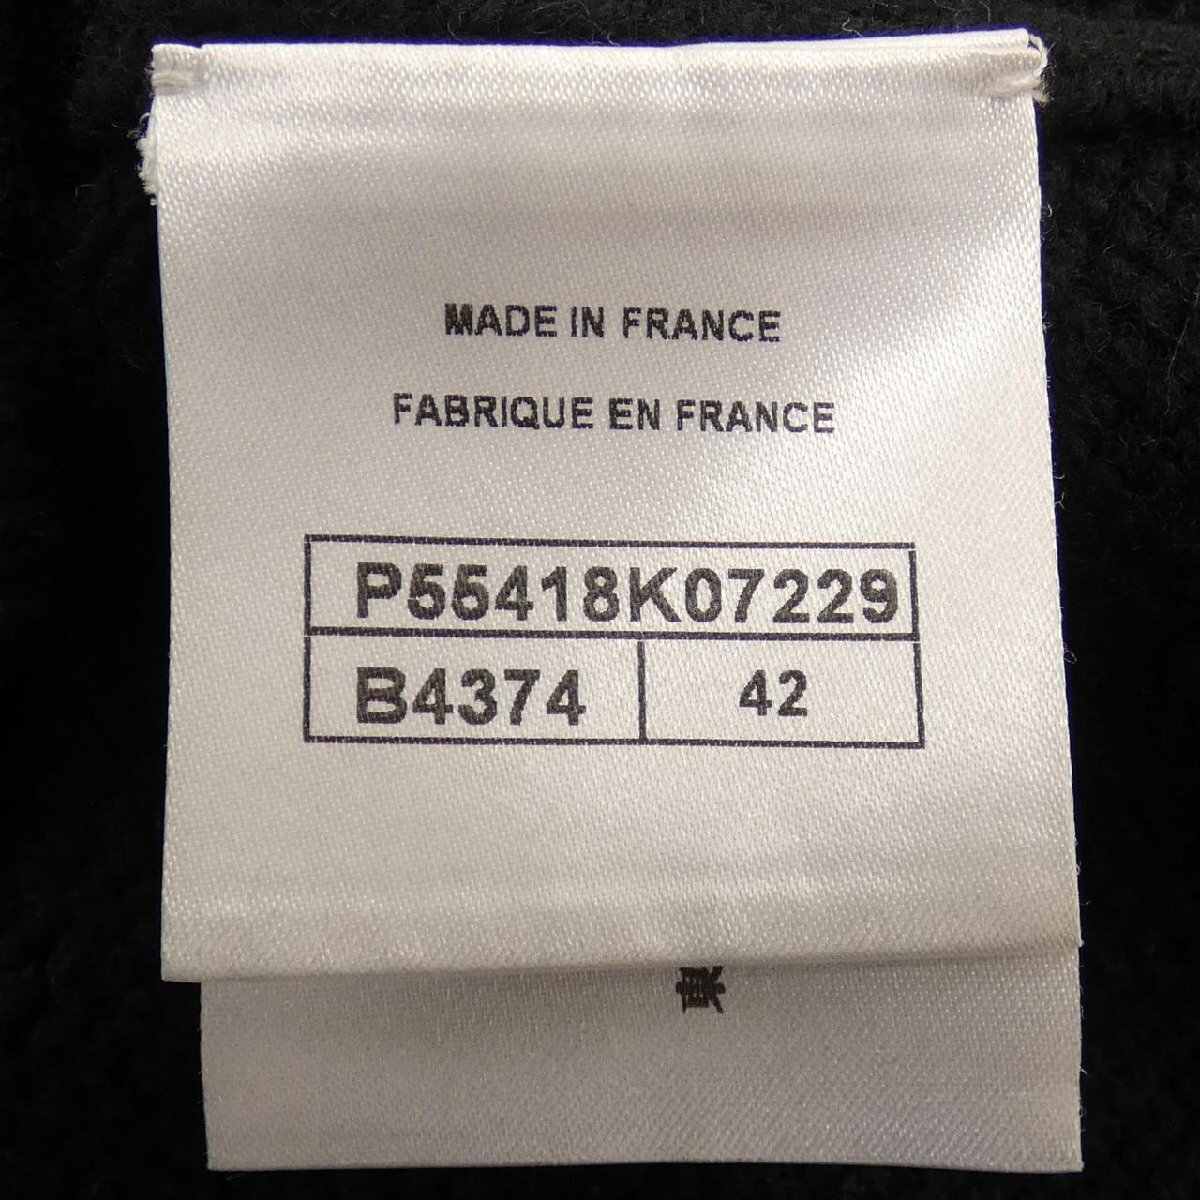 MADE IN FRANCE
FABRIQUE EN FRANCE
P55418K07229
B4374 42